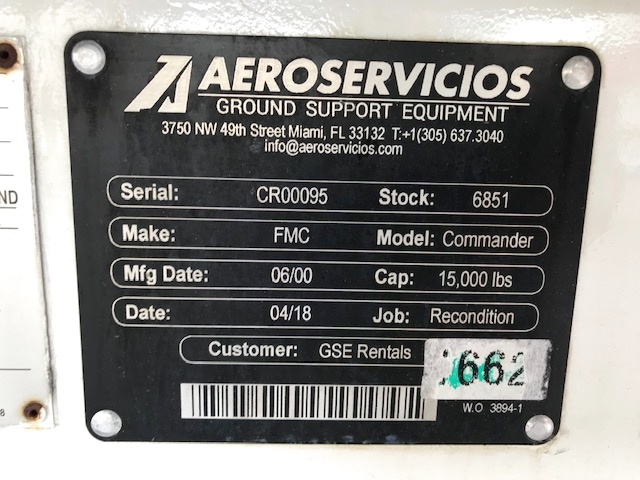 AEROSERVICIOS
GROUND SUPPORT EQUIPMENT
3750 NW 49th Street Miami, FL 33132 T:+1(305) 637.3040
info@aeroservicios.com
ND
Serial: CR00095 Stock: 6851
Make: FMC Model: Commander
Mfg Date: 06/00 Cap: 15,000 lbs
Date: 04/18 Job: Recondition
Customer: GSE Rentals
662
W.O 3894-1